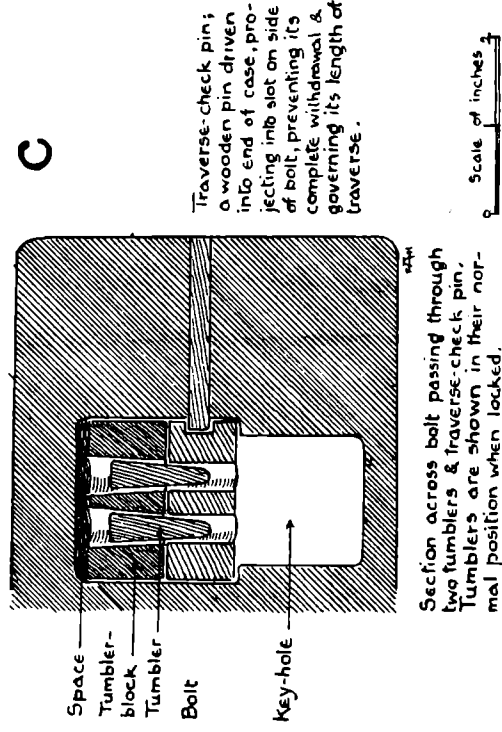 C
Traverse-check pin;
a wooden pin driven
into end of case, pro-
jecting into slot on side
of bolt, preventing its
complete withdrawal &
governing its length of
traverse.
Space
Tumbler-
block
Tumbler
Bolt
Key-hole
Section across bolt passing through
two tumblers & traverse-check pin.
Tumblers are shown in their nor-
mal position when locked.
Scale of inches
0 2